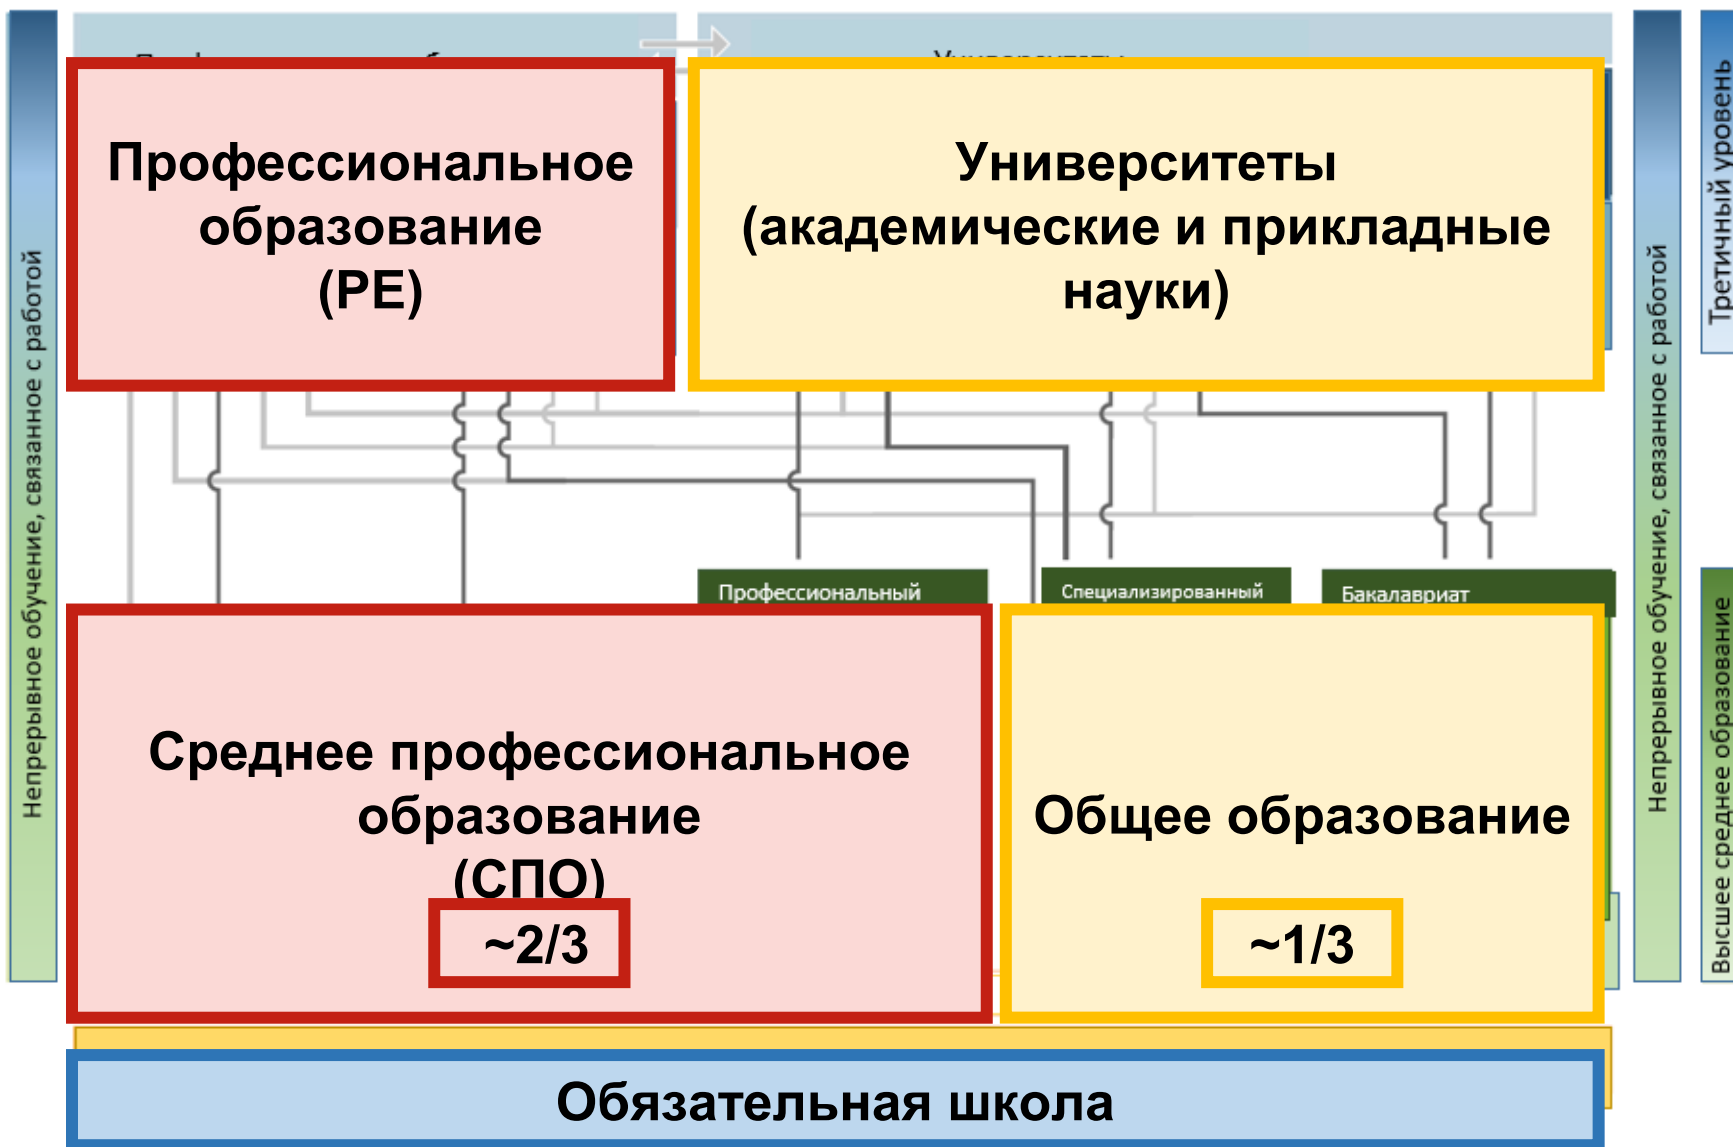 Профессиональное
образование
(PE)
Университеты
(академические и прикладные
науки)
Непрерывное обучение, связанное с работой
Непрерывное обучение, связанное с работой
Третичный уровень
Профессиональный
Специализированный
Бакалавриат
Среднее профессиональное
образование
(СПО)
~2/3
Общее образование
~1/3
Высшее среднее образование
Обязательная школа